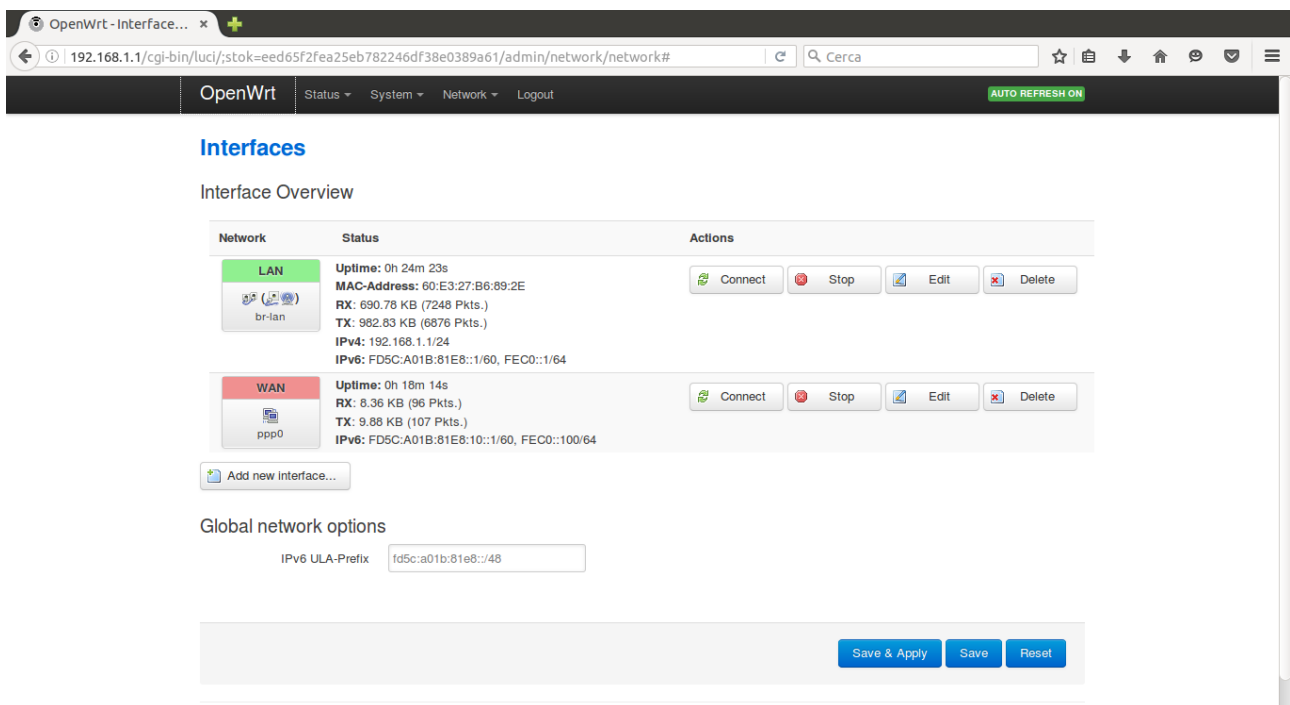 OpenWrt - Interface...
192.168.1.1/cgi-bin/luci/;stok=eed65f2fea25eb782246df38e0389a61/admin/network/network#
Cerca
OpenWrt Status System Network Logout AUTO REFRESH ON
Interfaces
Interface Overview
Network Status Actions
LAN
br-lan
Uptime: 0h 24m 23s
MAC-Address: 60:E3:27:B6:89:2E
RX: 690.78 KB (7248 Pkts.)
TX: 982.83 KB (6876 Pkts.)
IPv4: 192.168.1.1/24
IPv6: FD5C:A01B:81E8::1/60, FEC0::1/64
Connect Stop Edit Delete
WAN
ppp0
Uptime: 0h 18m 14s
RX: 8.36 KB (96 Pkts.)
TX: 9.88 KB (107 Pkts.)
IPv6: FD5C:A01B:81E8:10::1/60, FEC0::100/64
Connect Stop Edit Delete
Add new interface...
Global network options
IPv6 ULA-Prefix fd5c:a01b:81e8::/48
Save & Apply Save Reset